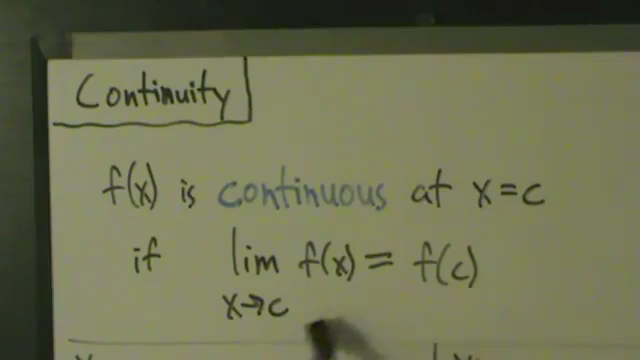 Continuity
f(x) is continuous at x=c
if lim f(x) = f(c)
x→c